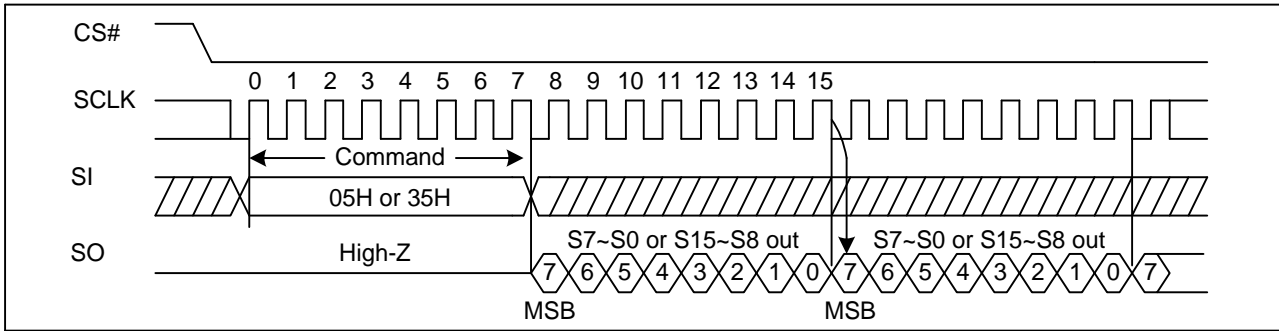 CS#
0 1 2 3 4 5 6 7 8 9 10 11 12 13 14 15
SCLK
Command
SI
05H or 35H
S7~S0 or S15~S8 out S7~S0 or S15~S8 out
SO High-Z
7 6 5 4 3 2 1 0 7 6 5 4 3 2 1 0 7
MSB MSB